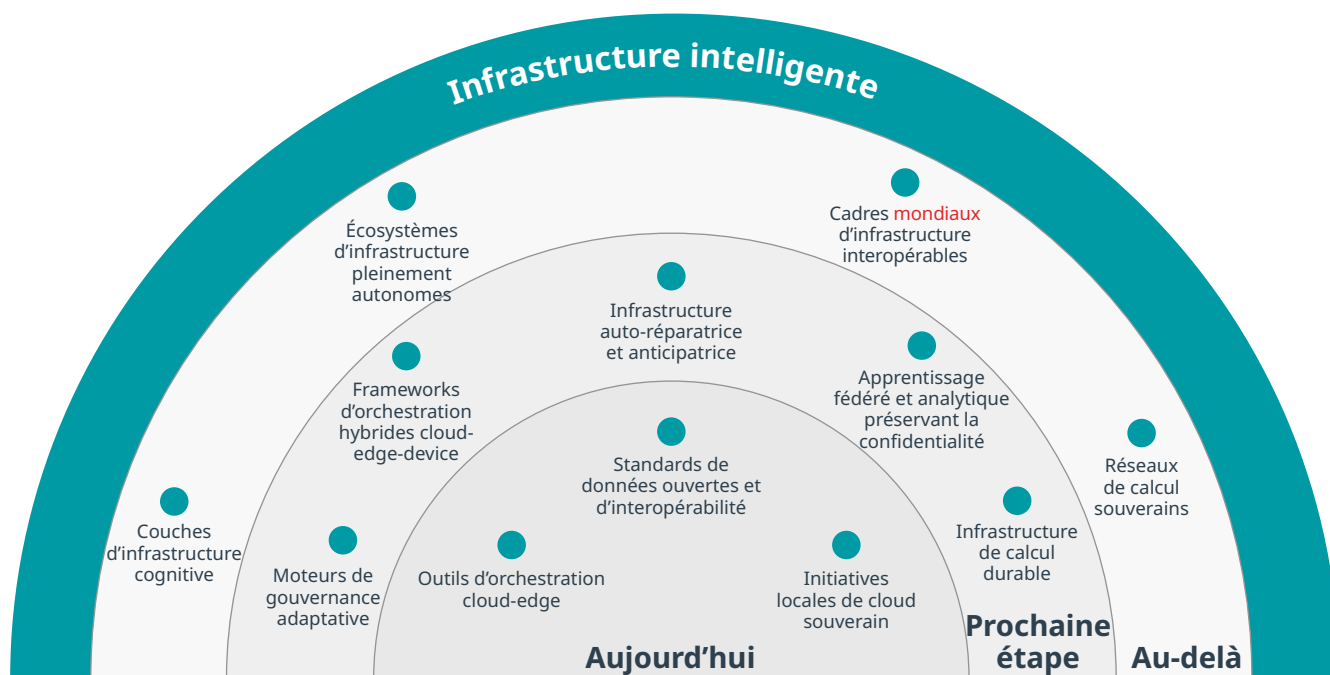 Infrastructure intelligente
Écosystèmes
d’infrastructure
pleinement
autonomes
Cadres mondiaux
d’infrastructure
interopérables
Infrastructure
auto-réparatrice
et anticipatrice
Frameworks
d’orchestration
hybrides cloud-
edge-device
Apprentissage
fédéré et analytique
préservant la
confidentialité
Standards de
données ouvertes et
d’interopérabilité
Réseaux
de calcul
souverains
Couches
d’infrastructure
cognitive
Moteurs de
gouvernance
adaptative
Outils d’orchestration
cloud-edge
Initiatives
locales de cloud
souverain
Infrastructure
de calcul
durable
Aujourd’hui
Prochaine
étape
Au-delà